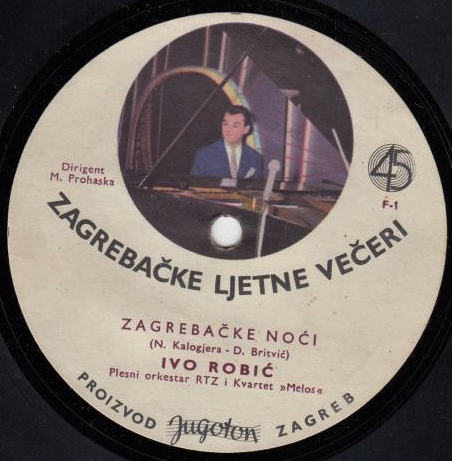 Dirigent
M. Prohaska
45
F-1
ZAGREBAČKE LJETNE VEČERI
ZAGREBAČKE NOĆI
(N. Kalogjera - D. Britvić)
IVO ROBIĆ
Plesni orkestar RTZ i Kvartet »Melos«
PROIZVOD Jugoton ZAGREB